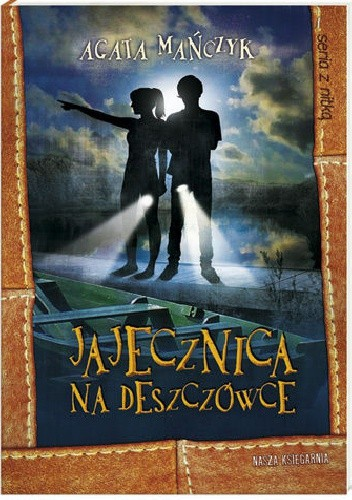 AGATA MAŃCZYK
seria z nitką
JAJECZNICA
NA DESZCZÓWCE
NASZA KSIĘGARNIA